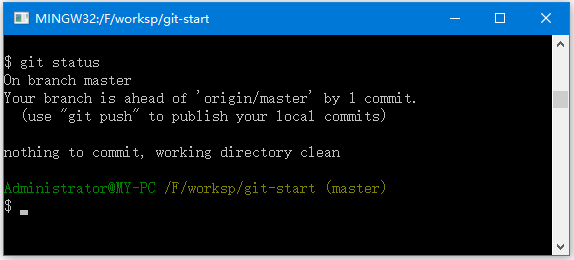 MINGW32:/F/worksp/git-start
$ git status
On branch master
Your branch is ahead of 'origin/master' by 1 commit.
  (use "git push" to publish your local commits)
nothing to commit, working directory clean
Administrator@MY-PC /F/worksp/git-start (master)
$